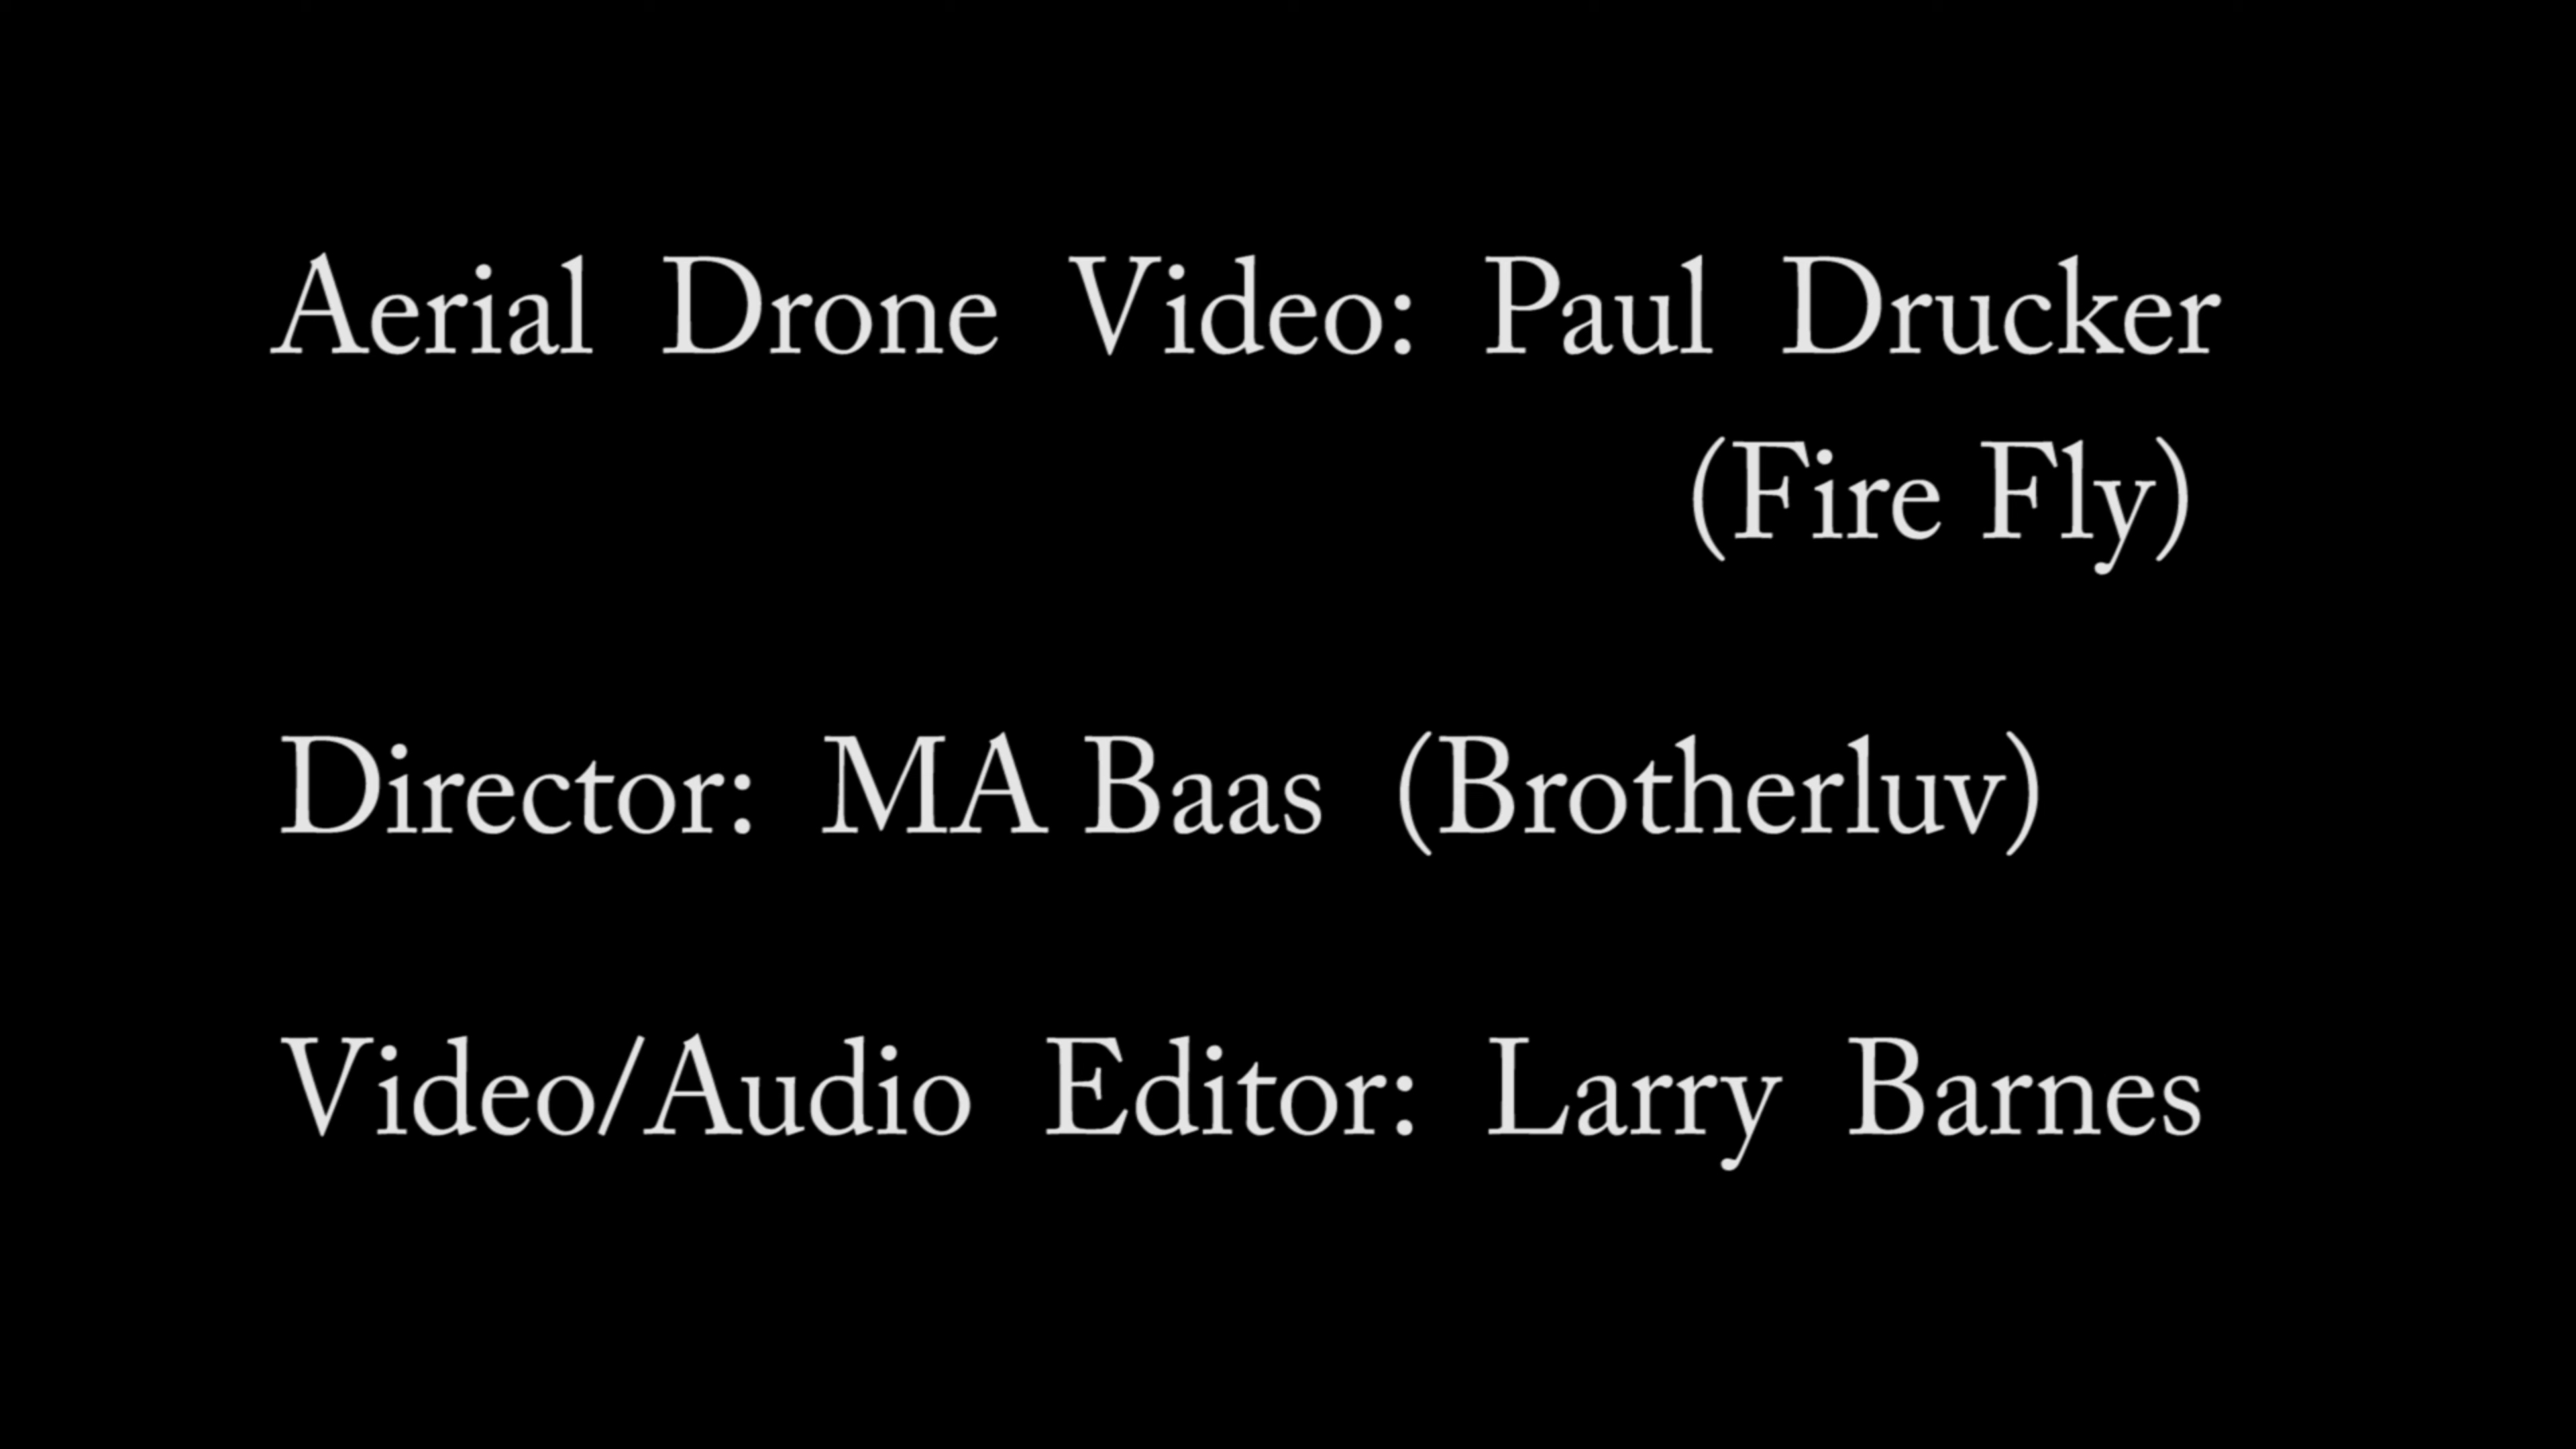 Aerial Drone Video: Paul Drucker
(Fire Fly)
Director: MA Baas (Brotherluv)
Video/Audio Editor: Larry Barnes